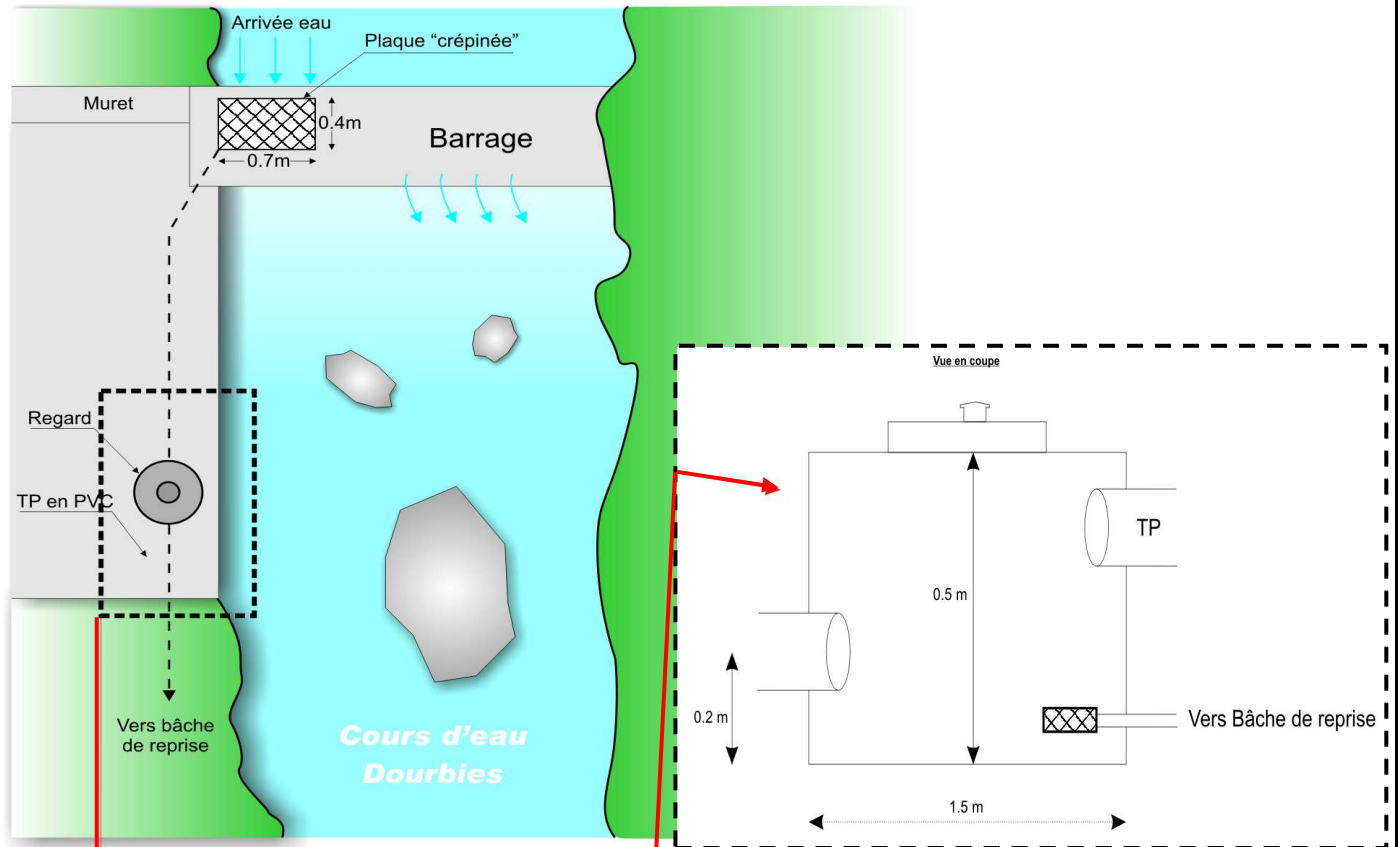 Arrivée eau
Plaque “crépinée”
Muret
0.4m
0.7m
Barrage
Regard
TP en PVC
Vers bâche
de reprise
Cours d'eau
Dourbies
Vue en coupe
TP
0.5 m
0.2 m
Vers Bâche de reprise
1.5 m